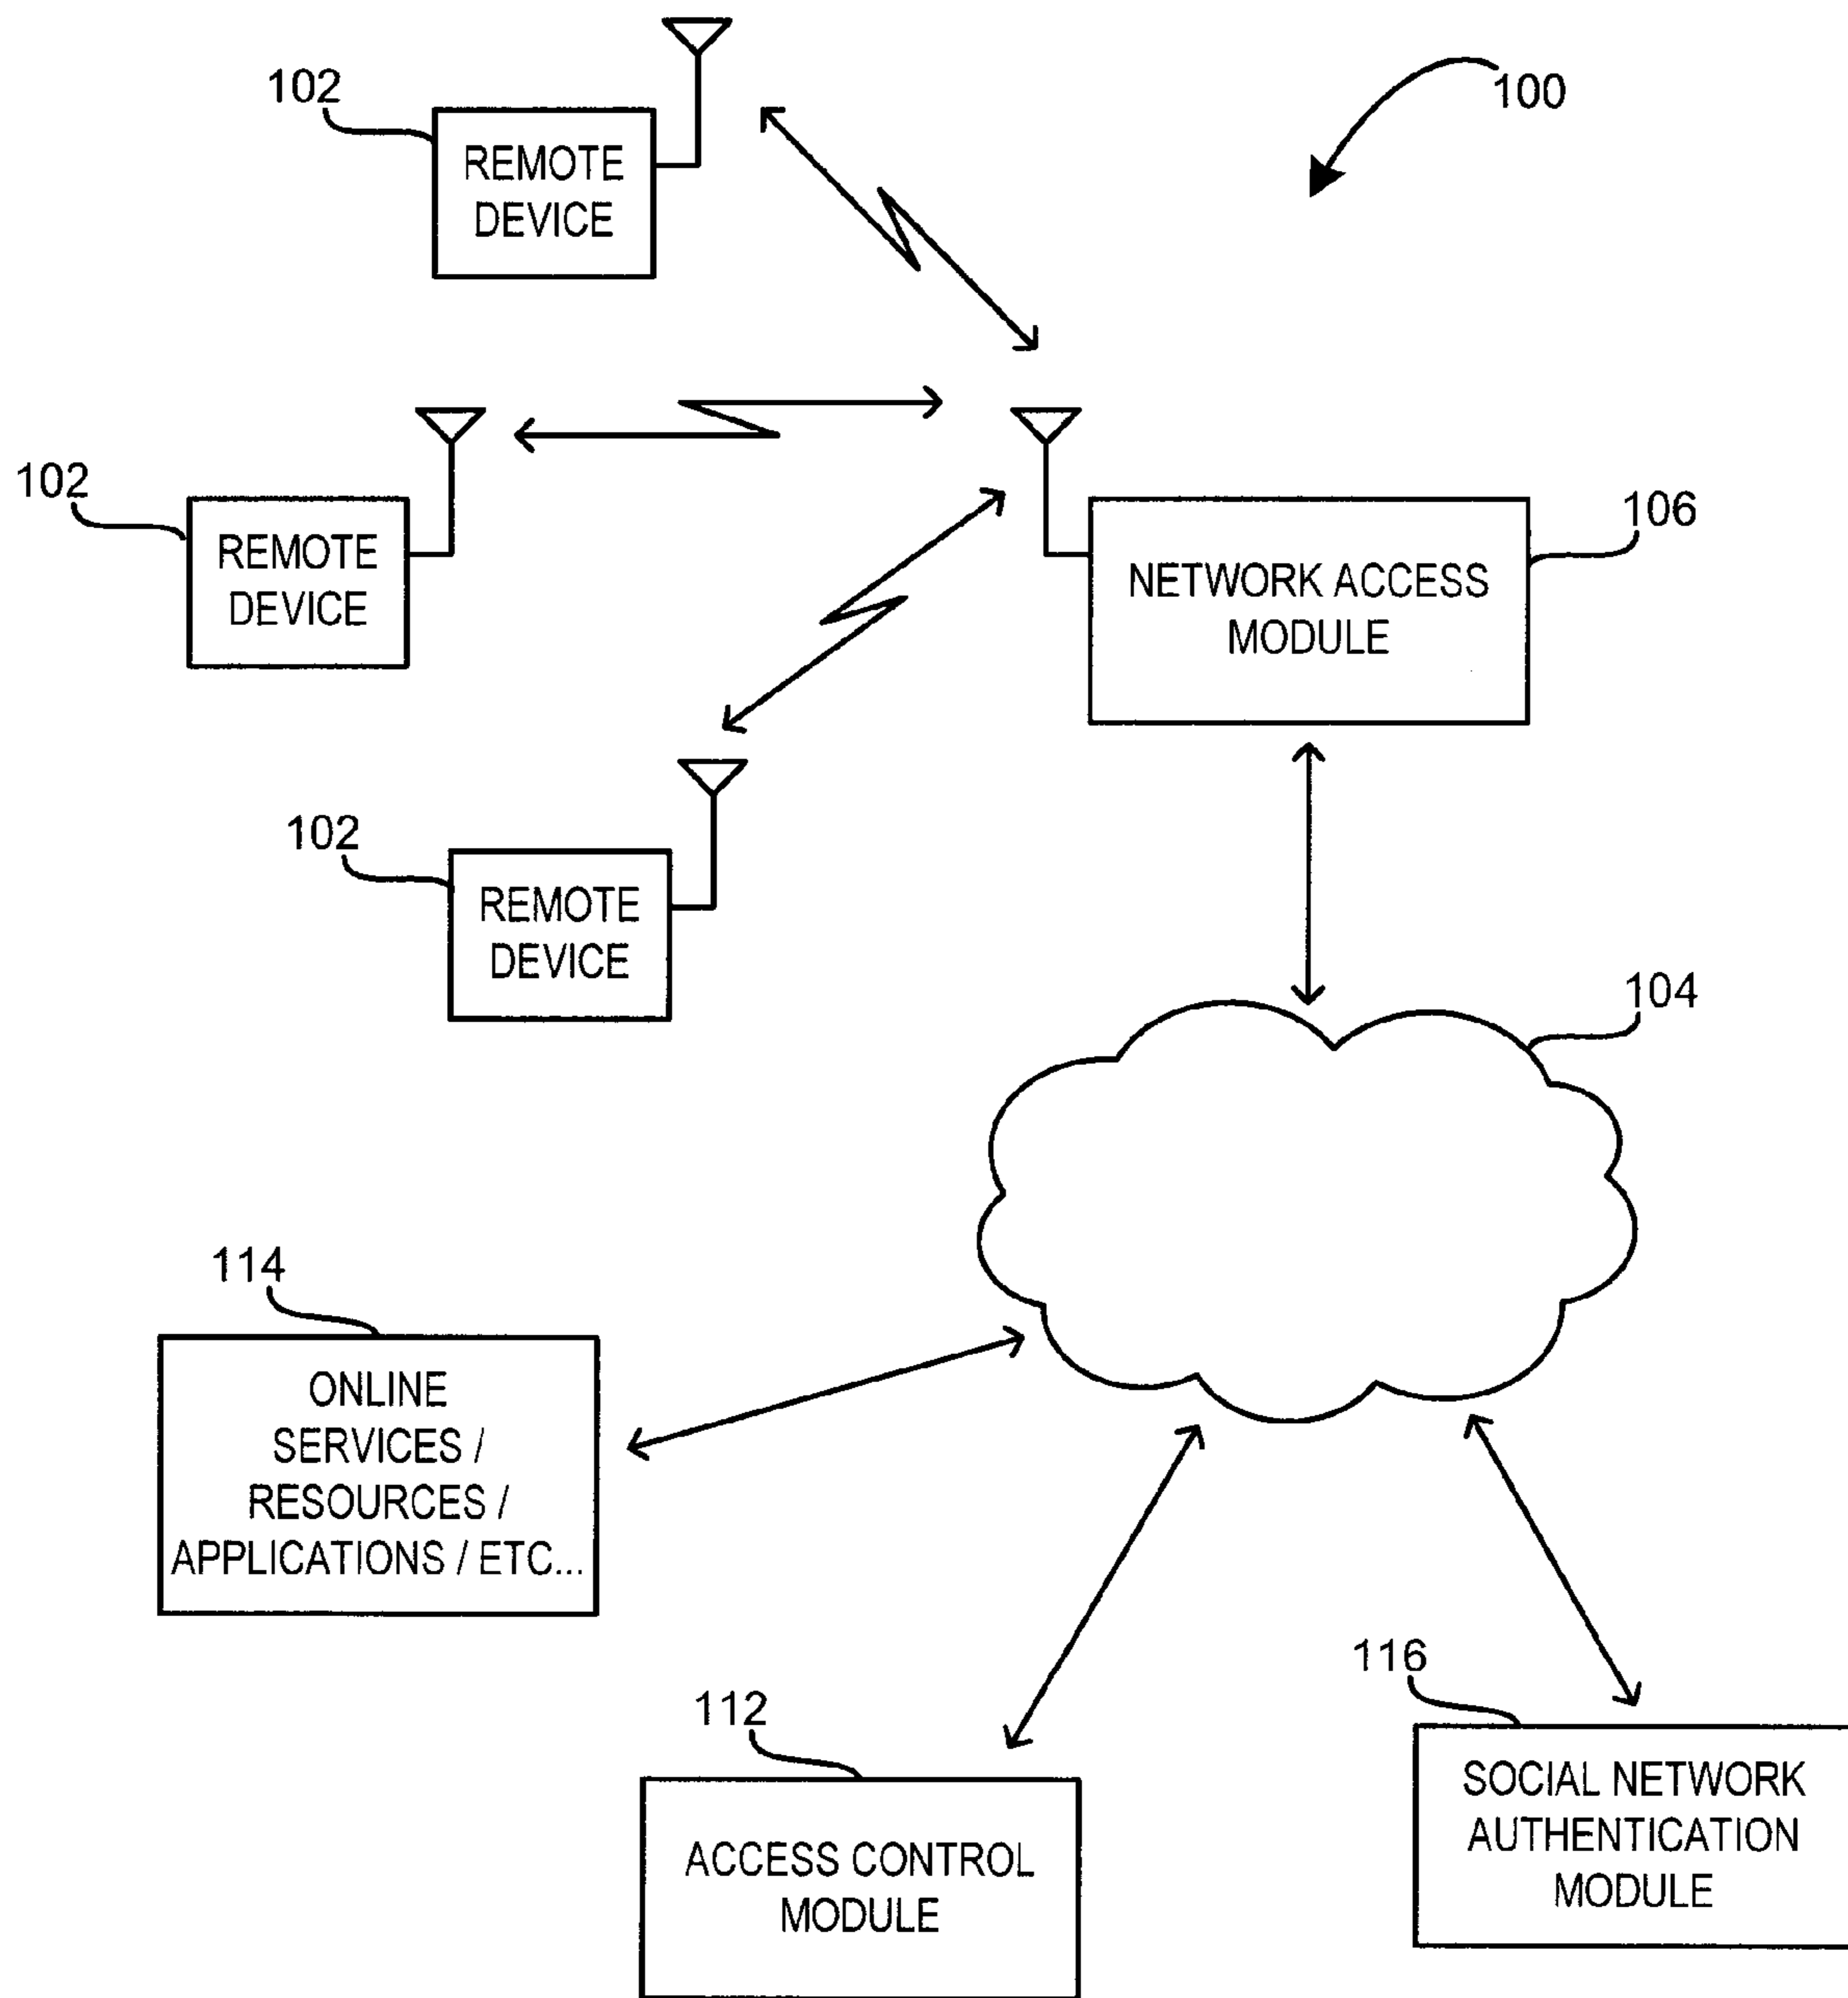 102
100
REMOTE
DEVICE
102
REMOTE
DEVICE
106
NETWORK ACCESS
MODULE
102
REMOTE
DEVICE
104
114
ONLINE
SERVICES /
RESOURCES /
APPLICATIONS / ETC...
112
ACCESS CONTROL
MODULE
116
SOCIAL NETWORK
AUTHENTICATION
MODULE